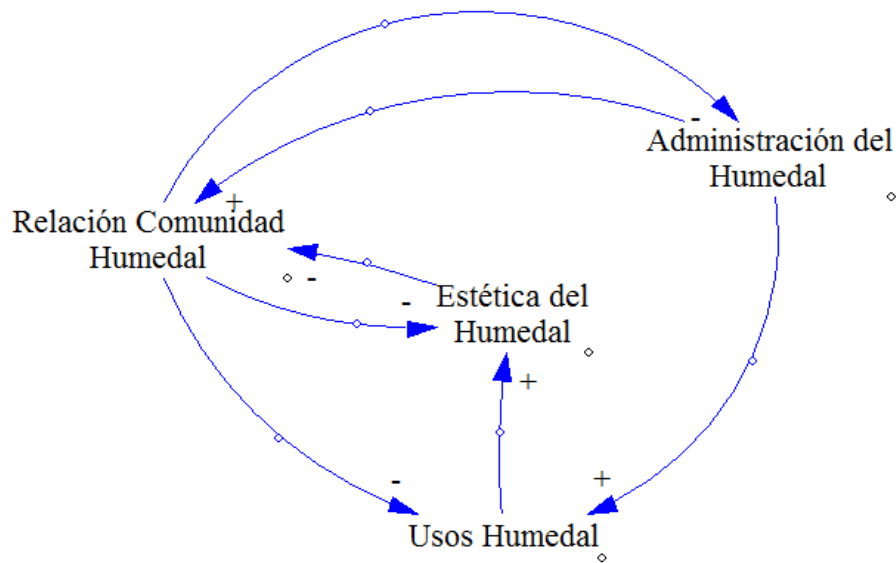 -
Administración del
Humedal
+
Relación Comunidad
Humedal
-
-
Estética del
Humedal
+
-
+
Usos Humedal